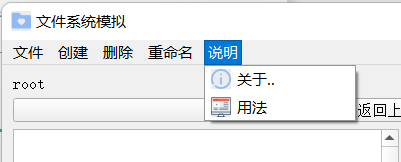 文件系统模拟
文件 创建 删除 重命名 说明
关于..
root
用法
返回上